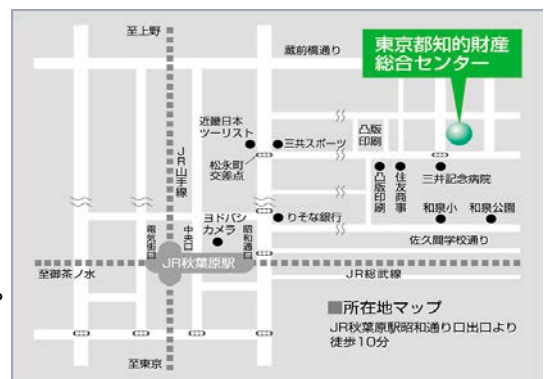 至上野
蔵前橋通り
東京都知的財産
総合センター
近畿日本
ツーリスト
三共スポーツ
凸版
印刷
JR山手線
松永町
交差点
凸版印刷
住友商事
三井記念病院
ヨドバシ
カメラ
りそな銀行
和泉小
和泉公園
電気街口
中央口
昭和通口
佐久間学校通り
JR秋葉原駅
至御茶ノ水
JR総武線
■所在地マップ
JR秋葉原駅昭和通り口出口より
徒歩10分
至東京